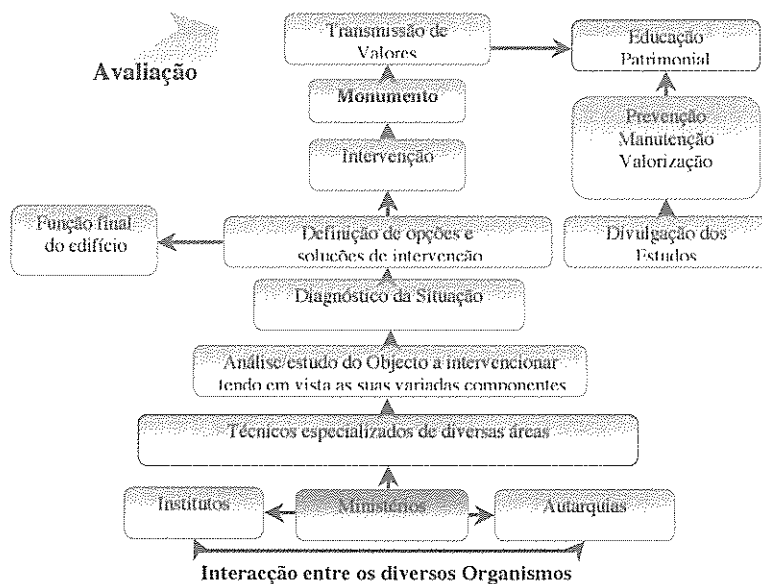 Avaliação
Transmissão de
Valores
Educação
Patrimonial
Monumento
Prevenção
Manutenção
Valorização
Intervenção
Função final
do edifício
Definição de opções e
soluções de intervenção
Divulgação dos
Estudos
Diagnóstico da Situação
Análise/estudo do Objecto a intervencionar
tendo em vista as suas variadas componentes
Técnicos especializados de diversas áreas
Institutos
Ministérios
Autarquias
Interacção entre os diversos Organismos